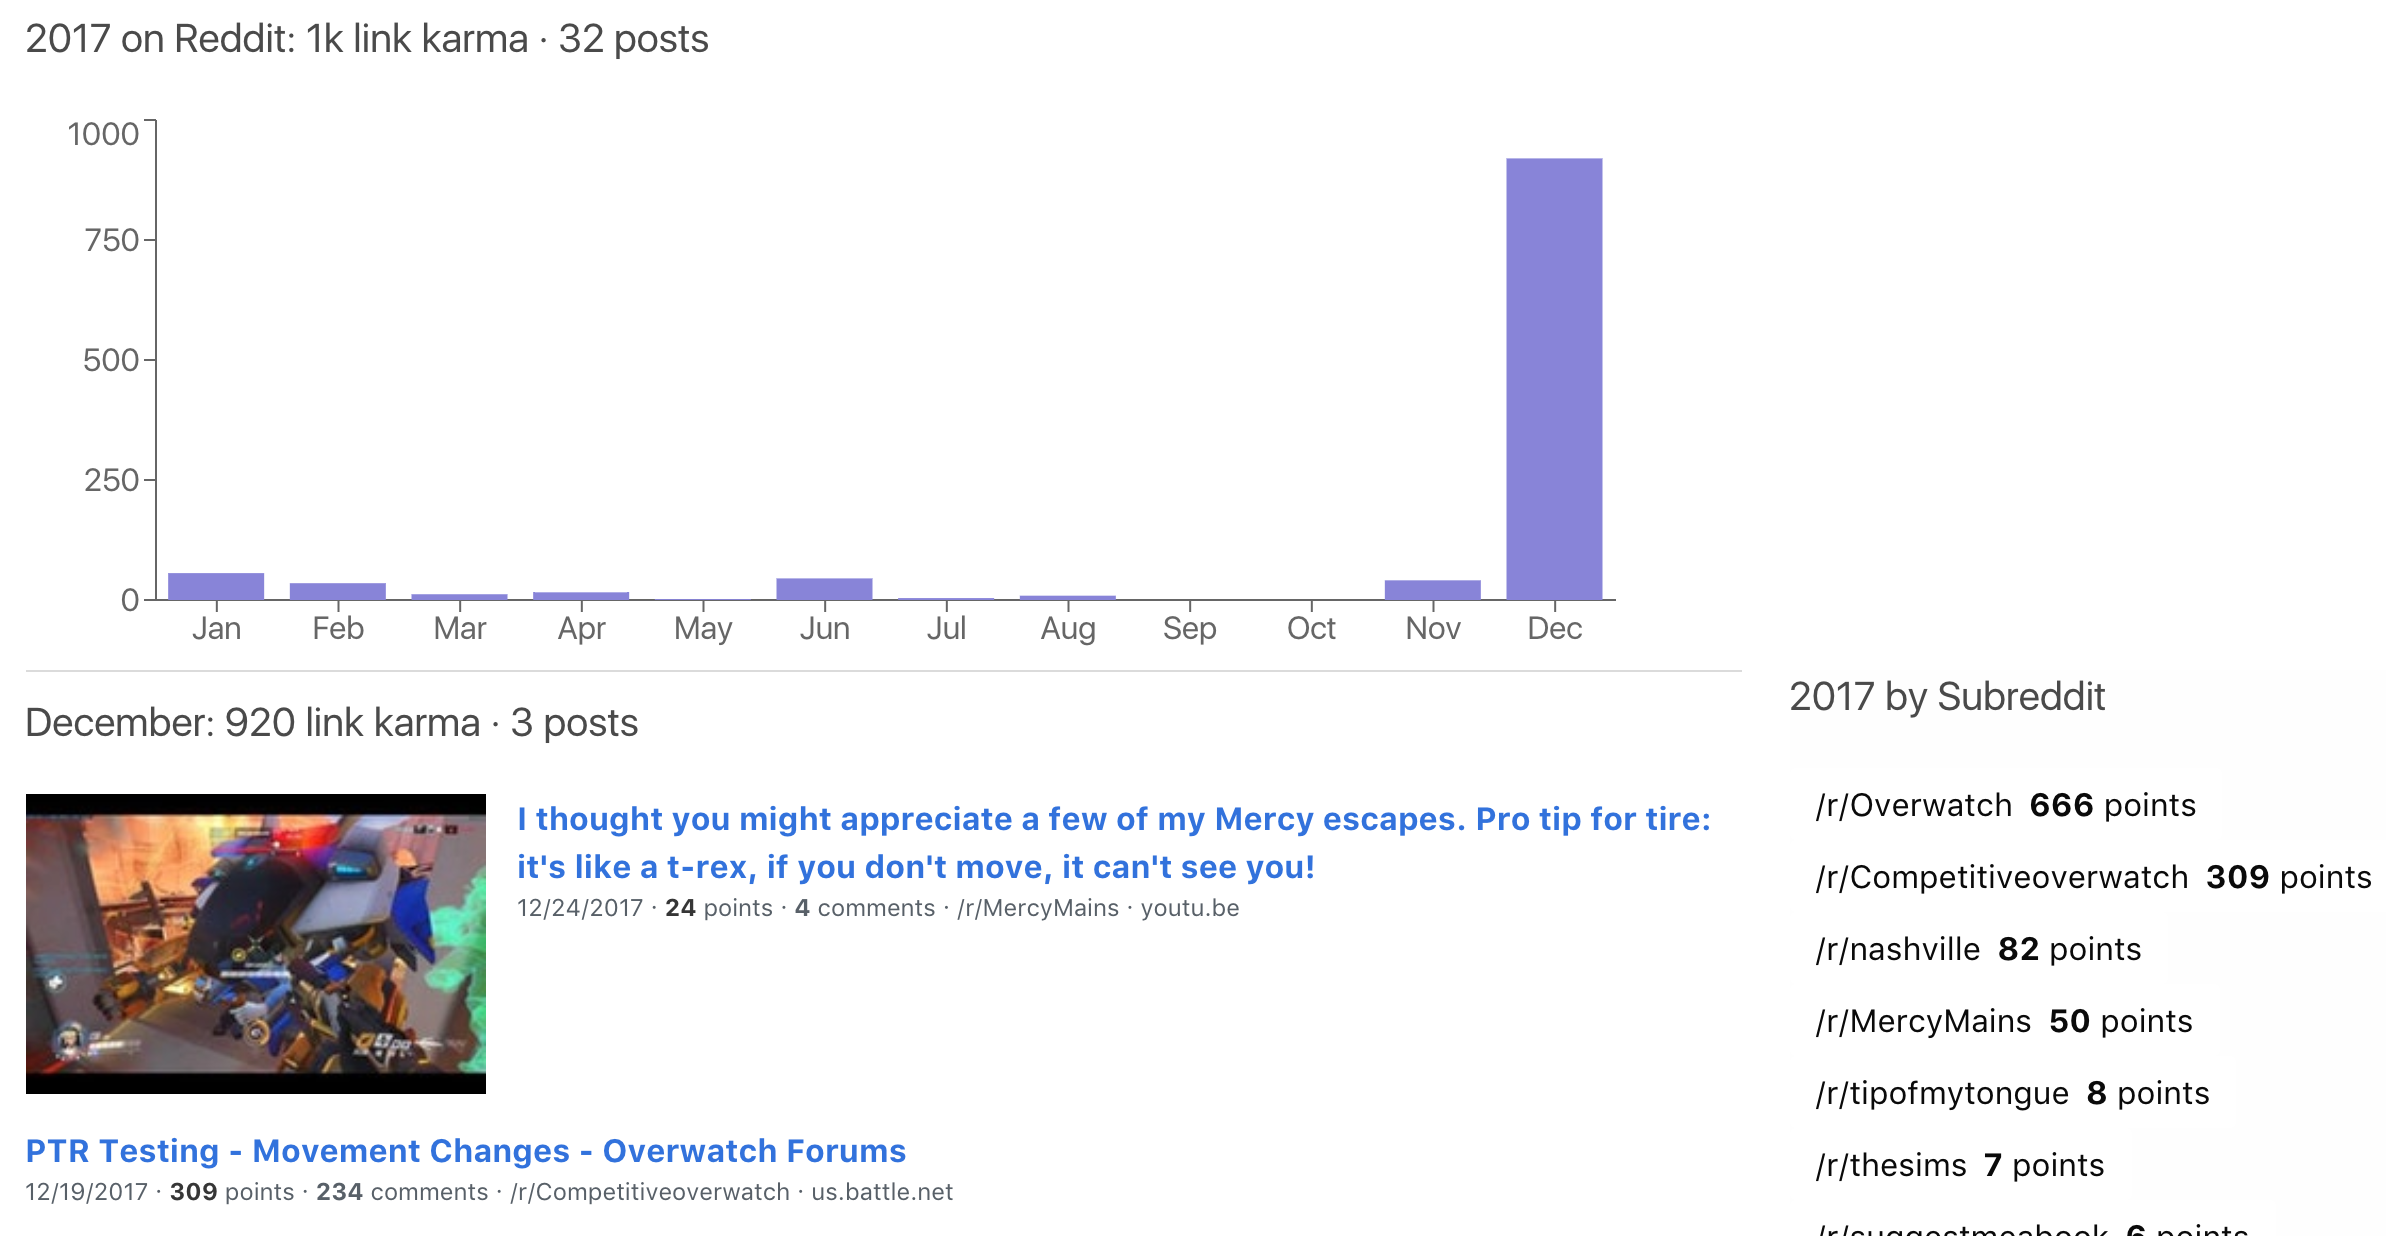 2017 on Reddit: 1k link karma · 32 posts
1000
750
500
250
0
Jan Feb Mar Apr May Jun Jul Aug Sep Oct Nov Dec
December: 920 link karma · 3 posts
I thought you might appreciate a few of my Mercy escapes. Pro tip for tire:
it's like a t-rex, if you don't move, it can't see you!
12/24/2017 · 24 points · 4 comments · /r/MercyMains · youtu.be
PTR Testing - Movement Changes - Overwatch Forums
12/19/2017 · 309 points · 234 comments · /r/Competitiveoverwatch · us.battle.net
2017 by Subreddit
/r/Overwatch 666 points
/r/Competitiveoverwatch 309 points
/r/nashville 82 points
/r/MercyMains 50 points
/r/tipofmytongue 8 points
/r/thesims 7 points
/r/suggestmeabook 6 points